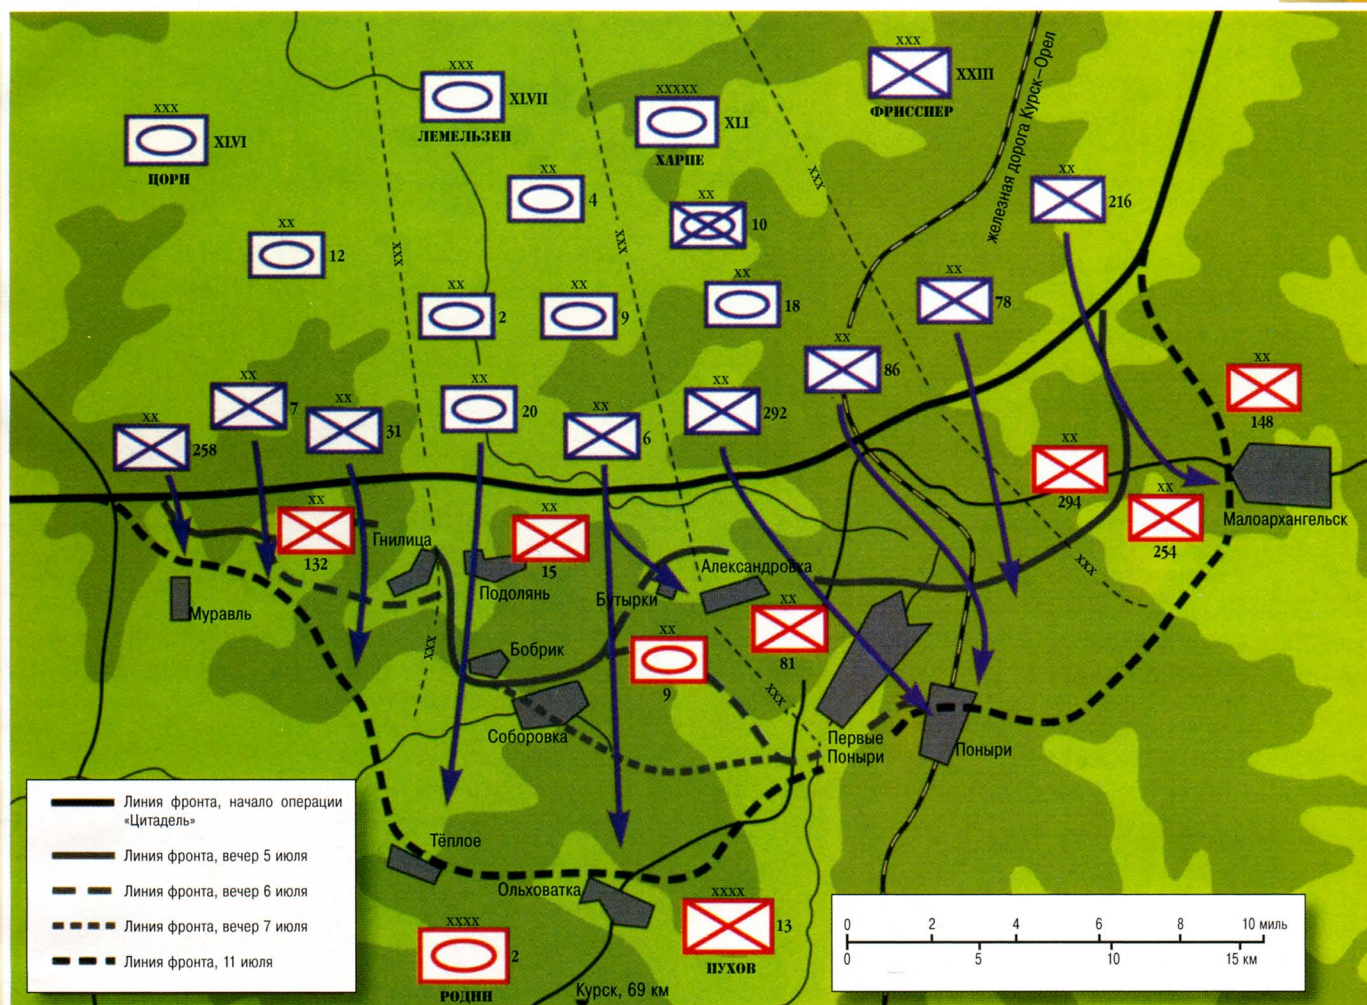 XXX
XLVI
ЦОРН
XXX
XLVII
ЛЕМЕЛЬЗЕН
XXXXX
XLI
ХАРПЕ
XXX
XXIII
ФРИССНЕР
железная дорога Курск–Орел
XX
4
XX
10
XXX
XX
216
XX
12
XXX
XXX
XX
2
XX
9
XX
18
XX
78
XX
86
XX
148
XX
7
XX
258
XX
31
XX
20
XX
6
XX
292
XX
294
XX
254
Малоархангельск
XX
132
Гнилица
XX
15
Подолянь
Муравль
Бутырки
Александровка
XXX
XXX
Бобрик
XX
9
XX
81
XXX
Соборовка
Первые
Поныри
Поныри
Тёплое
Ольховатка
XXXX
2
РОДИН
XXXX
13
ПУХОВ
Курск, 69 км
Линия фронта, начало операции
«Цитадель»
Линия фронта, вечер 5 июля
Линия фронта, вечер 6 июля
Линия фронта, вечер 7 июля
Линия фронта, 11 июля
0 2 4 6 8 10 миль
0 5 10 15 км